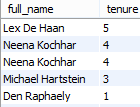 full_name tenure
Lex De Haan 5
Neena Kochhar 4
Neena Kochhar 4
Michael Hartstein 3
Den Raphaely 1